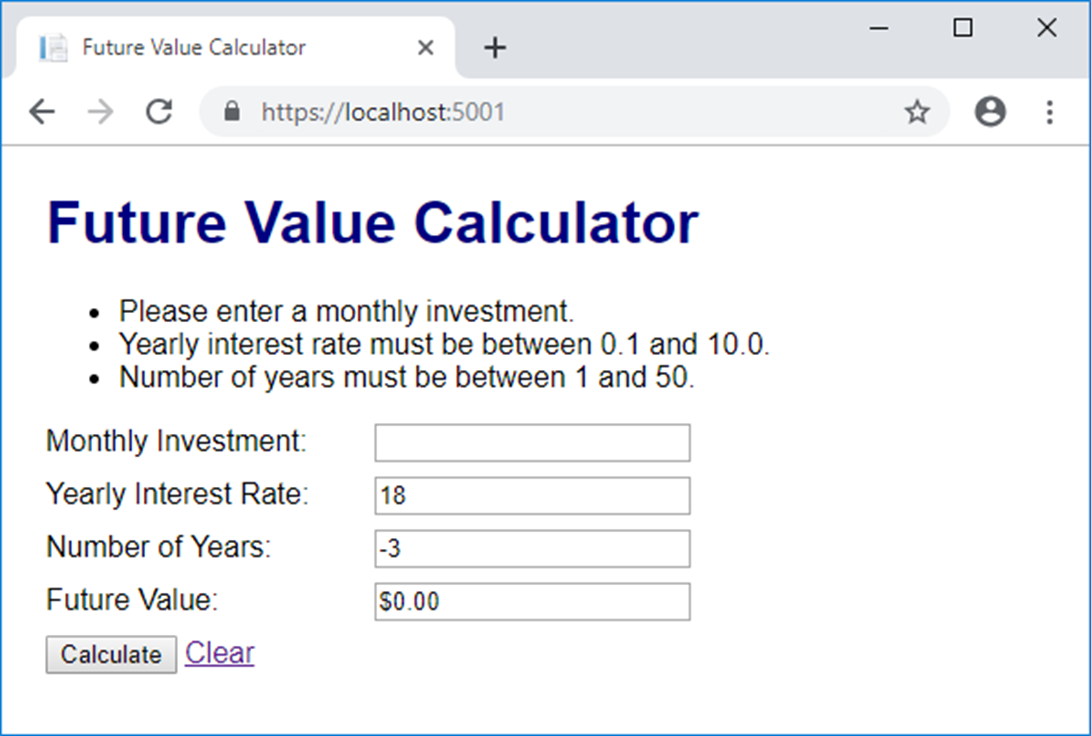 Future Value Calculator
https://localhost:5001
Future Value Calculator
Please enter a monthly investment.
Yearly interest rate must be between 0.1 and 10.0.
Number of years must be between 1 and 50.
Monthly Investment:
Yearly Interest Rate: 18
Number of Years: -3
Future Value: $0.00
Calculate Clear